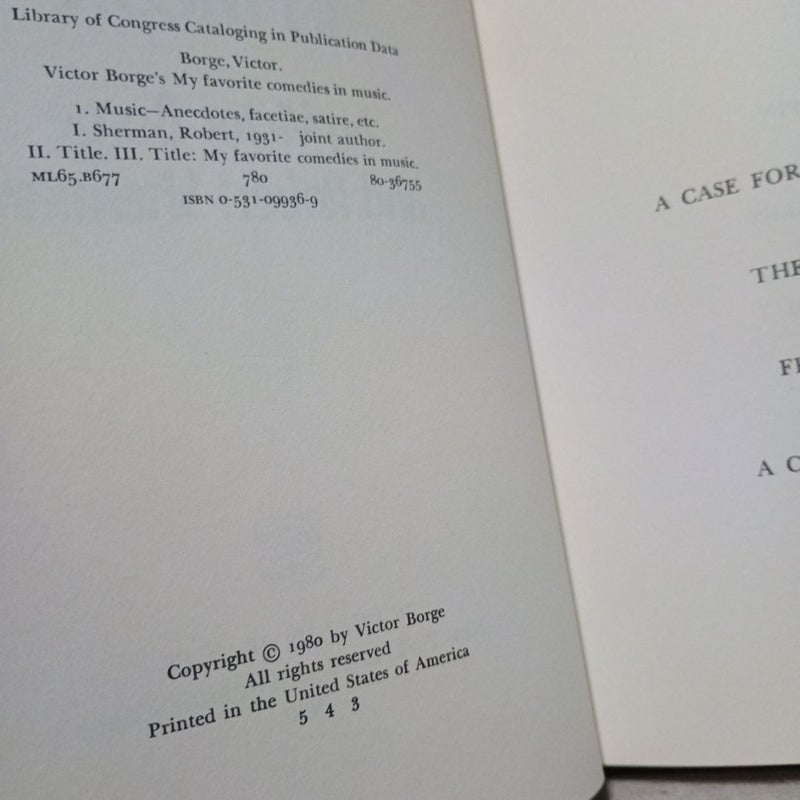 Library of Congress Cataloging in Publication Data
Borge, Victor.
Victor Borge's My favorite comedies in music.
1. Music—Anecdotes, facetiae, satire, etc.
I. Sherman, Robert, 1931- joint author.
II. Title. III. Title: My favorite comedies in music.
ML65.B677 780 80-36755
ISBN 0-531-09936-9
Copyright © 1980 by Victor Borge
All rights reserved
Printed in the United States of America
5 4 3
A CASE FOR
THE
A